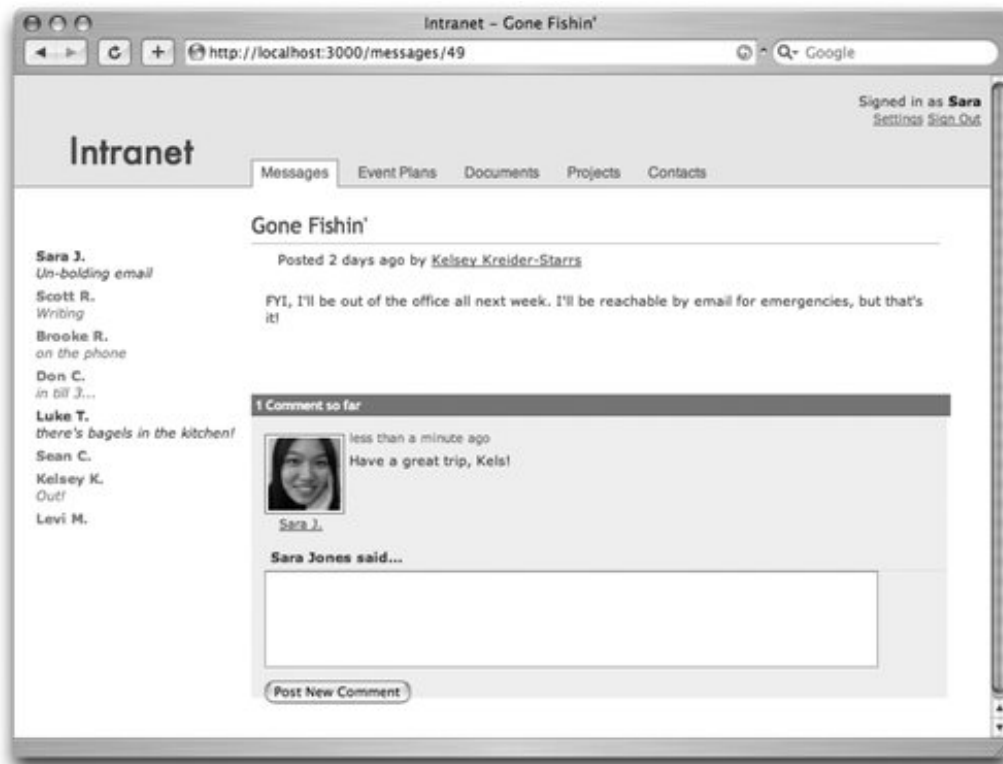 Intranet – Gone Fishin'
http://localhost:3000/messages/49
Google
Signed in as Sara
Settings Sign Out
Intranet
Messages Event Plans Documents Projects Contacts
Gone Fishin'
Posted 2 days ago by Kelsey Kreider-Starrs
FYI, I'll be out of the office all next week. I'll be reachable by email for emergencies, but that's
it!
Sara J.
Un-bolding email
Scott R.
Writing
Brooke R.
on the phone
Don C.
in till 3...
Luke T.
there's bagels in the kitchen!
Sean C.
Kelsey K.
Out!
Levi M.
1 Comment so far
less than a minute ago
Have a great trip, Kels!
Sara J.
Sara Jones said...
Post New Comment